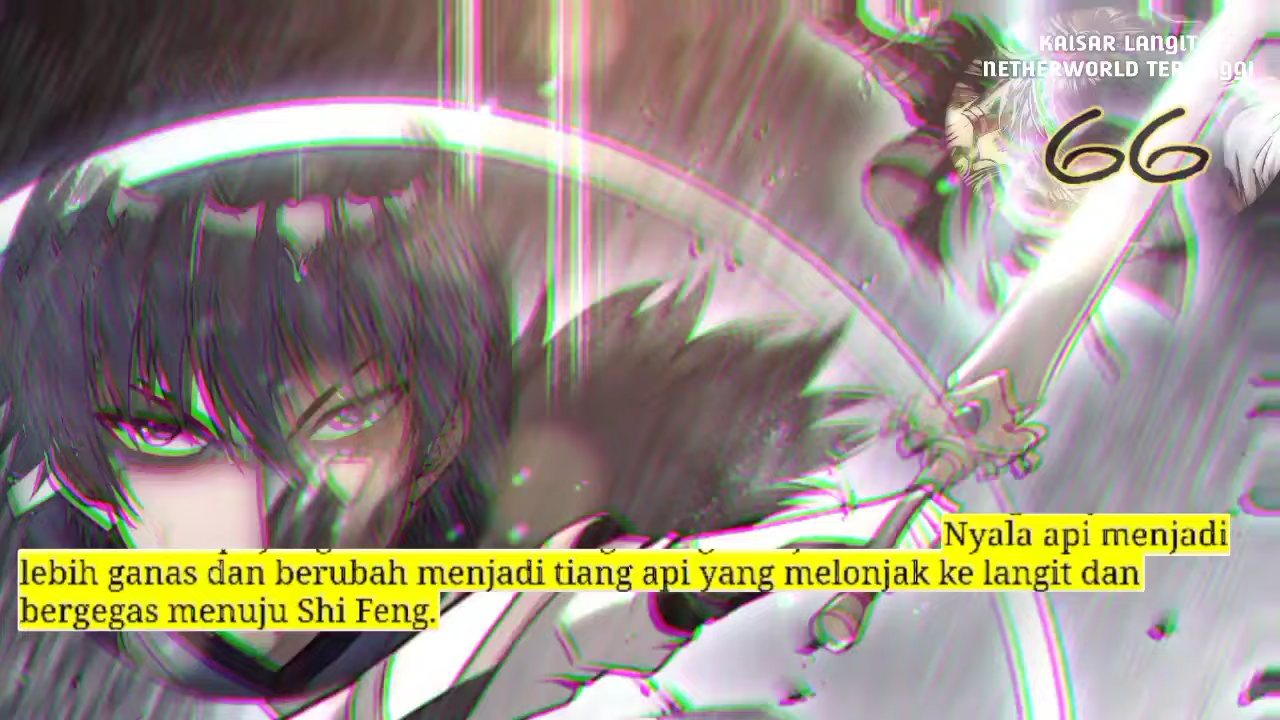 KAISAR LANGIT
NETHERWORLD
66
Nyala api menjadi
lebih ganas dan berubah menjadi tiang api yang melonjak ke langit dan
bergegas menuju Shi Feng.